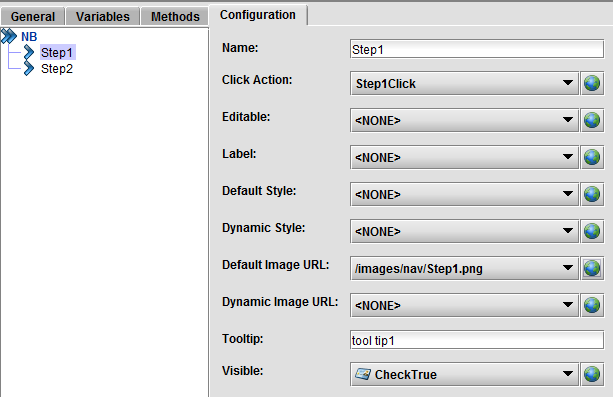 General Variables Methods Configuration
NB
Step1
Step2
Name: Step1
Click Action: Step1Click
Editable: <NONE>
Label: <NONE>
Default Style: <NONE>
Dynamic Style: <NONE>
Default Image URL: /images/nav/Step1.png
Dynamic Image URL: <NONE>
Tooltip: tool tip1
Visible: CheckTrue